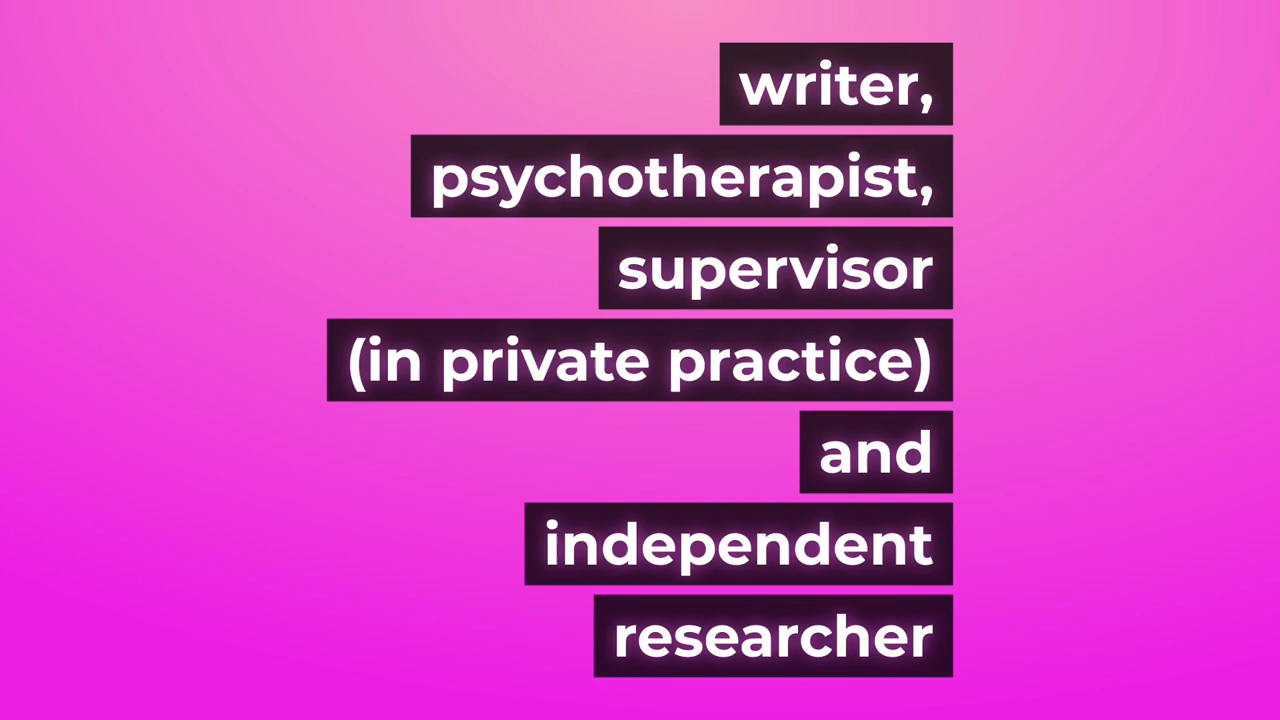 writer,
psychotherapist,
supervisor
(in private practice)
and
independent
researcher